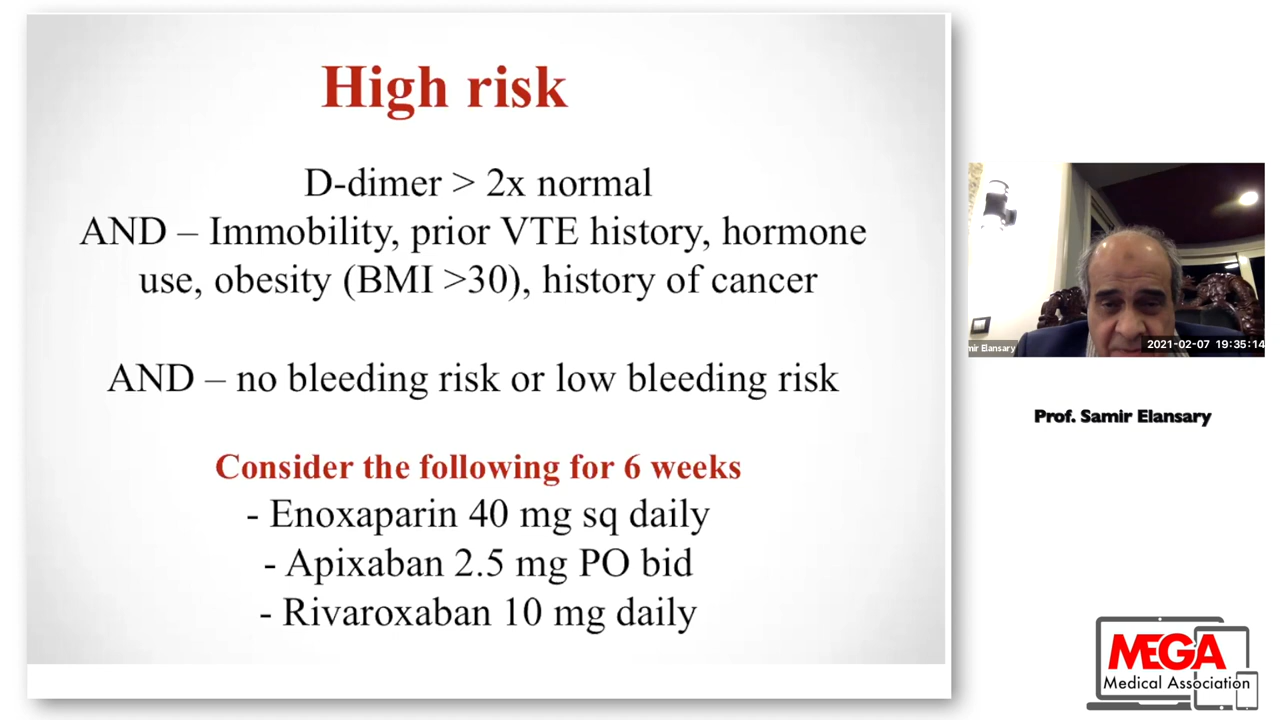 High risk
D-dimer > 2x normal
AND – Immobility, prior VTE history, hormone
use, obesity (BMI >30), history of cancer
AND – no bleeding risk or low bleeding risk
Consider the following for 6 weeks
- Enoxaparin 40 mg sq daily
- Apixaban 2.5 mg PO bid
- Rivaroxaban 10 mg daily
mir Elansary
2021-02-07 19:35:14
Prof. Samir Elansary
MEGA
Medical Association